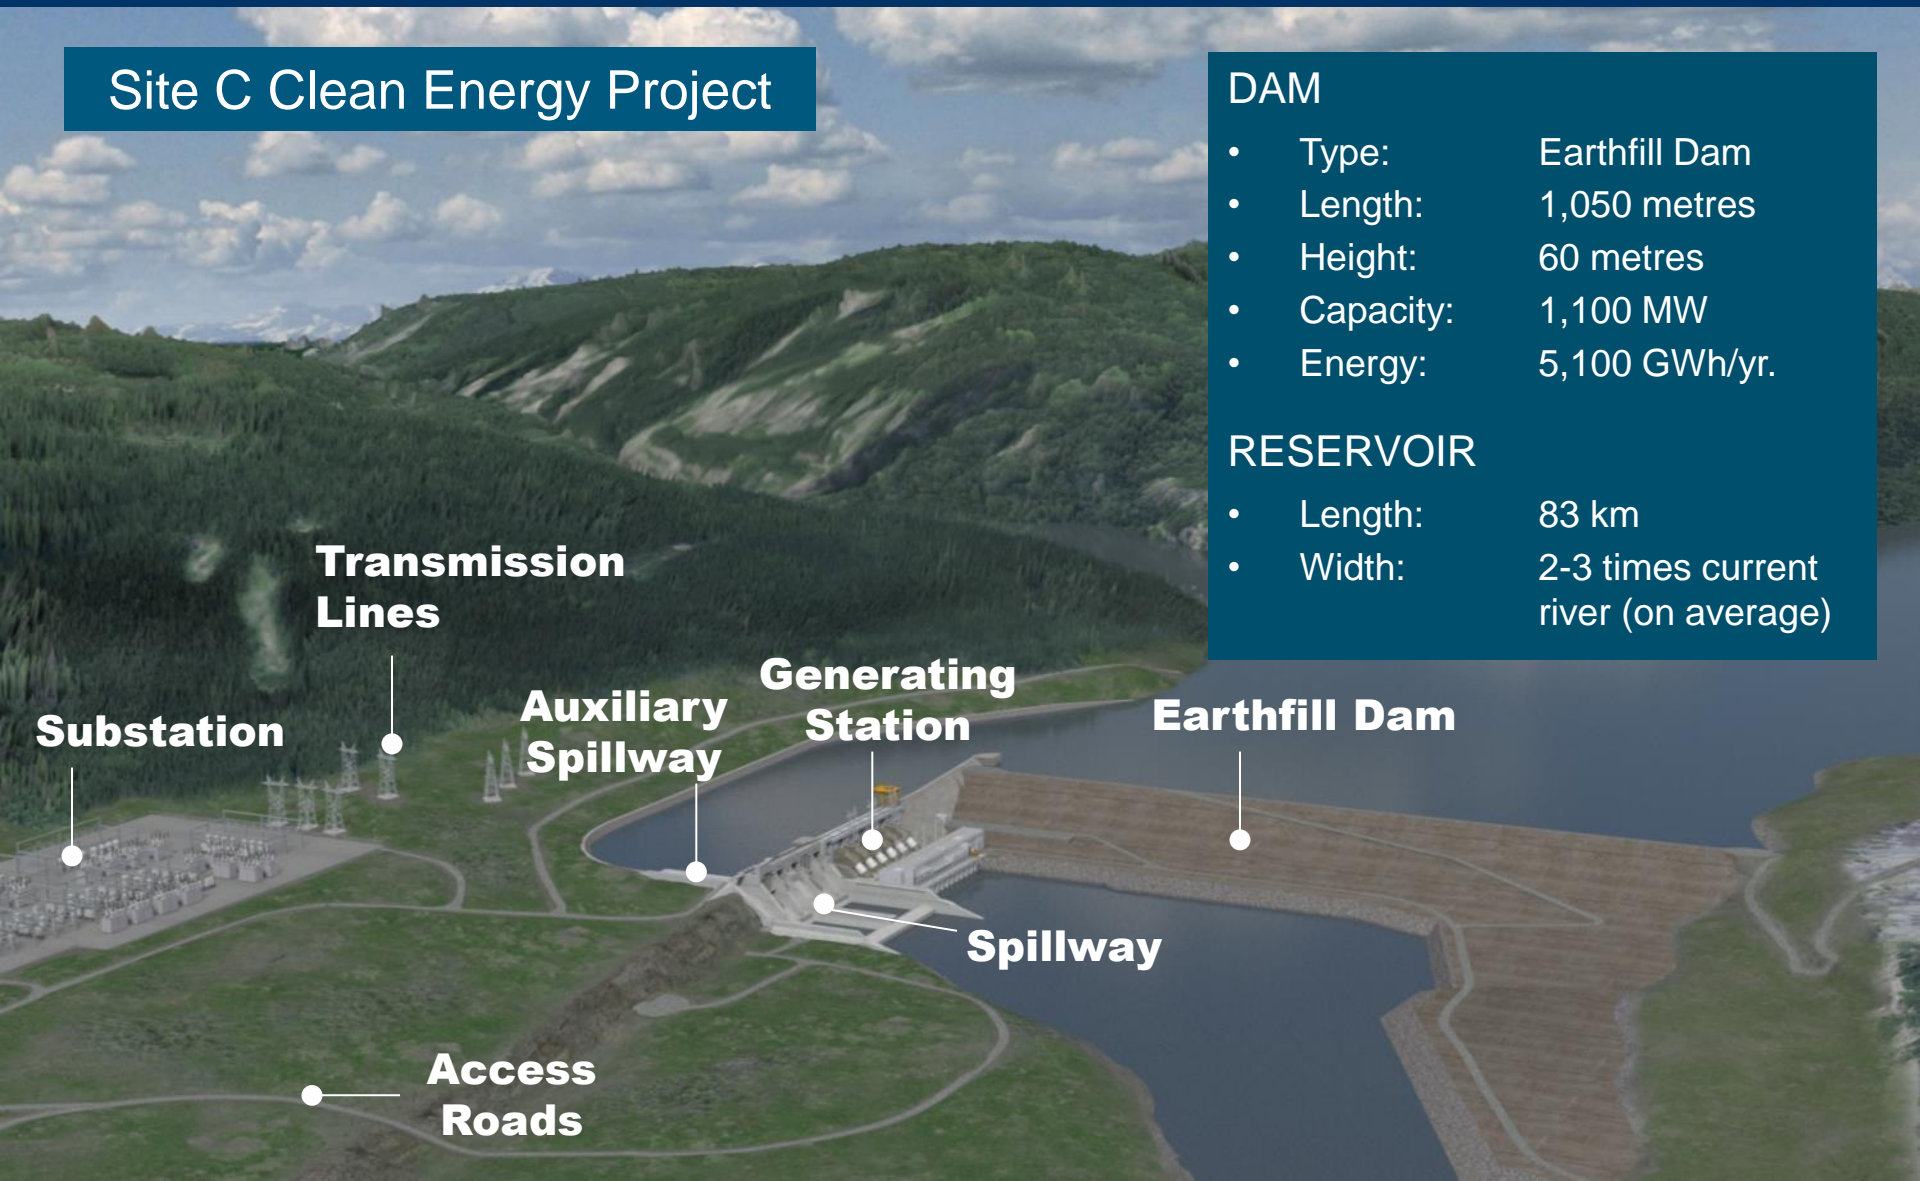 Site C Clean Energy Project
DAM
• Type: Earthfill Dam
• Length: 1,050 metres
• Height: 60 metres
• Capacity: 1,100 MW
• Energy: 5,100 GWh/yr.
RESERVOIR
• Length: 83 km
• Width: 2-3 times current
river (on average)
Transmission
Lines
Substation
Auxiliary
Spillway
Generating
Station
Earthfill Dam
Spillway
Access
Roads